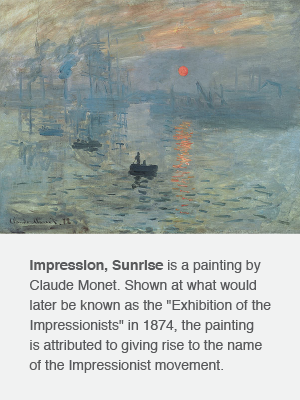 Impression, Sunrise is a painting by
Claude Monet. Shown at what would
later be known as the "Exhibition of the
Impressionists" in 1874, the painting
is attributed to giving rise to the name
of the Impressionist movement.